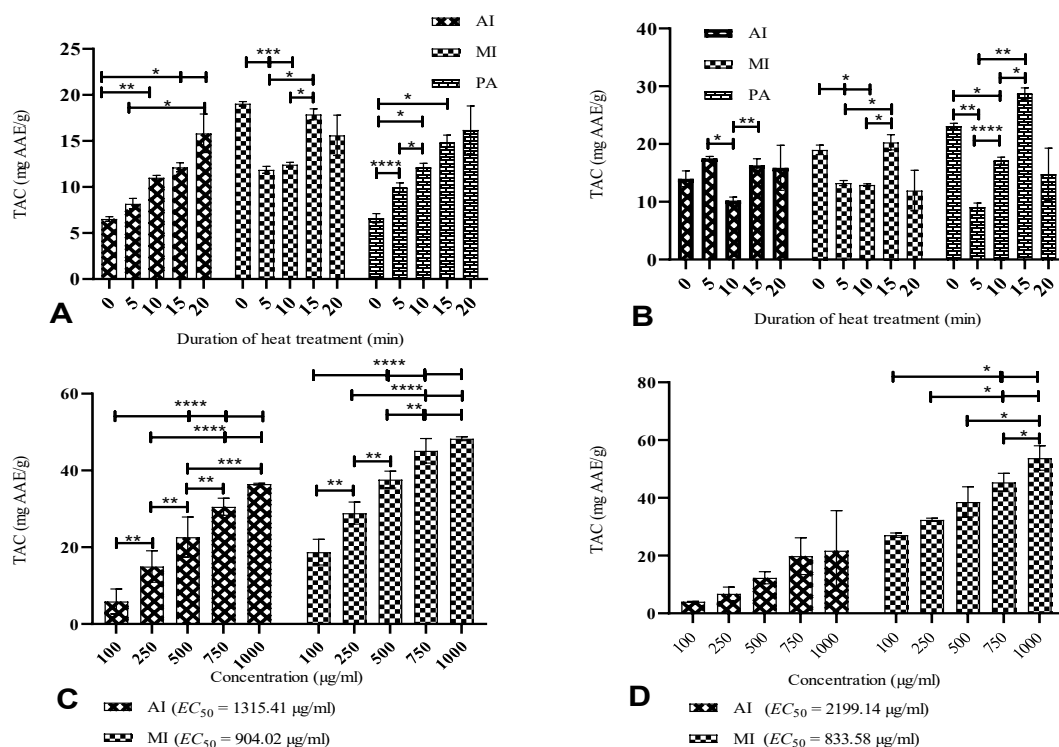 AI
MI
PA
25
20
15
10
5
0
TAC (mg AAE/g)
*
**
*
***
*
*
*
*
*
****
0 5 10 15 20 0 5 10 15 20 0 5 10 15 20
A
Duration of heat treatment (min)
AI
MI
PA
40
30
20
10
0
TAC (mg AAE/g)
*
**
*
*
*
**
*
*
**
****
0 5 10 15 20 0 5 10 15 20 0 5 10 15 20
B
Duration of heat treatment (min)
60
40
20
0
TAC (mg AAE/g)
****
****
***
**
**
**
****
****
**
**
**
100 250 500 750 1000 100 250 500 750 1000
Concentration (µg/ml)
C
AI (EC50 = 1315.41 µg/ml)
MI (EC50 = 904.02 µg/ml)
80
60
40
20
0
TAC (mg AAE/g)
*
*
*
*
100 250 500 750 1000 100 250 500 750 1000
Concentration (µg/ml)
D
AI (EC50 = 2199.14 µg/ml)
MI (EC50 = 833.58 µg/ml)